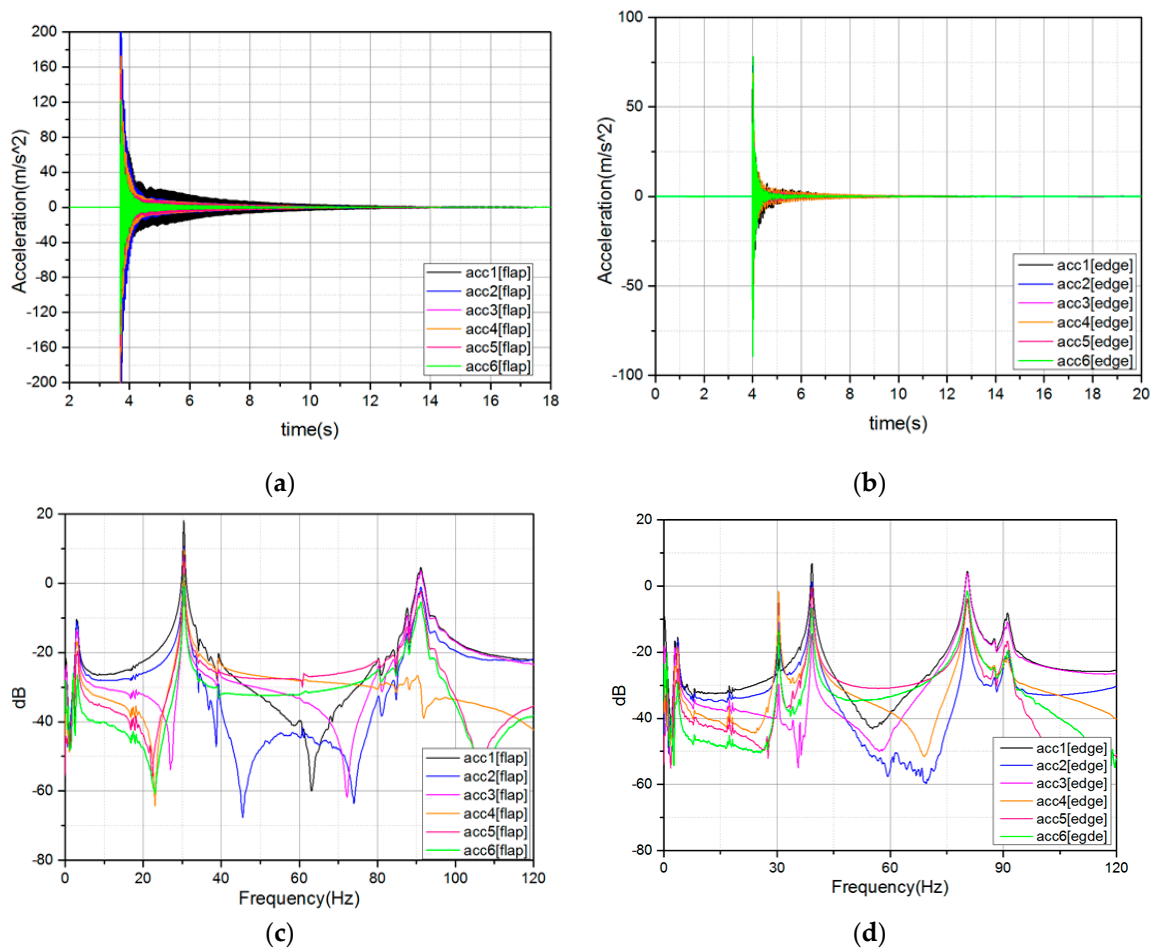 200
160
120
80
40
0
-40
-80
-120
-160
-200
Acceleration(m/s^2)
acc1[flap]
acc2[flap]
acc3[flap]
acc4[flap]
acc5[flap]
acc6[flap]
2 4 6 8 10 12 14 16 18
time(s)
(a)
100
50
0
-50
-100
Acceleration(m/s^2)
acc1[edge]
acc2[edge]
acc3[edge]
acc4[edge]
acc5[edge]
acc6[edge]
0 2 4 6 8 10 12 14 16 18 20
time(s)
(b)
20
0
-20
-40
-60
-80
dB
acc1[flap]
acc2[flap]
acc3[flap]
acc4[flap]
acc5[flap]
acc6[flap]
0 20 40 60 80 100 120
Frequency(Hz)
(c)
20
0
-20
-40
-60
-80
dB
acc1[edge]
acc2[edge]
acc3[edge]
acc4[edge]
acc5[edge]
acc6[egde]
0 20 40 60 80 100 120
Frequency(Hz)
(d)